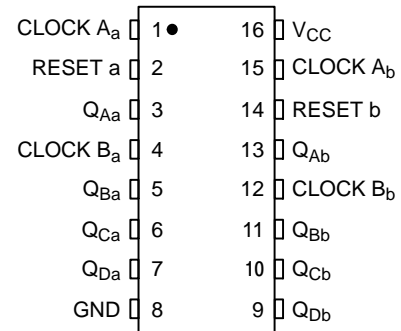 CLOCK Aa 1 16 VCC
RESET a 2 15 CLOCK Ab
QAa 3 14 RESET b
CLOCK Ba 4 13 QAb
QBa 5 12 CLOCK Bb
QCa 6 11 QBb
QDa 7 10 QCb
GND 8 9 QDb